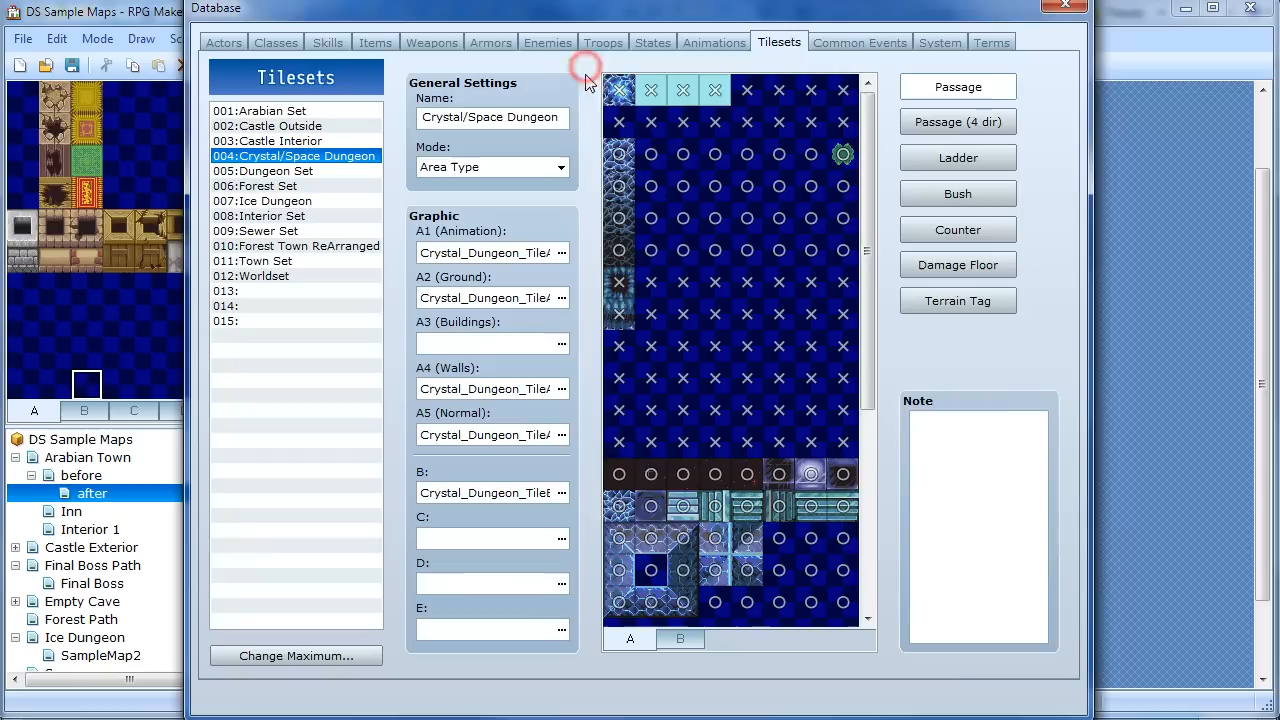 DS Sample Maps - RPG Make
Database
File Edit Mode Draw Sc
Actors Classes Skills Items Weapons Armors Enemies Troops States Animations Tilesets Common Events System Terms
Tilesets
001:Arabian Set
002:Castle Outside
003:Castle Interior
004:Crystal/Space Dungeon
005:Dungeon Set
006:Forest Set
007:Ice Dungeon
008:Interior Set
009:Sewer Set
010:Forest Town ReArranged
011:Town Set
012:Worldset
013:
014:
015:
Change Maximum...
General Settings
Name:
Crystal/Space Dungeon
Mode:
Area Type
Graphic
A1 (Animation):
Crystal_Dungeon_TileA
A2 (Ground):
Crystal_Dungeon_TileA
A3 (Buildings):
A4 (Walls):
Crystal_Dungeon_TileA
A5 (Normal):
Crystal_Dungeon_TileA
B:
Crystal_Dungeon_TileE
C:
D:
E:
A B
Passage
Passage (4 dir)
Ladder
Bush
Counter
Damage Floor
Terrain Tag
Note
A B C
DS Sample Maps
Arabian Town
before
after
Inn
Interior 1
Castle Exterior
Final Boss Path
Final Boss
Empty Cave
Forest Path
Ice Dungeon
SampleMap2